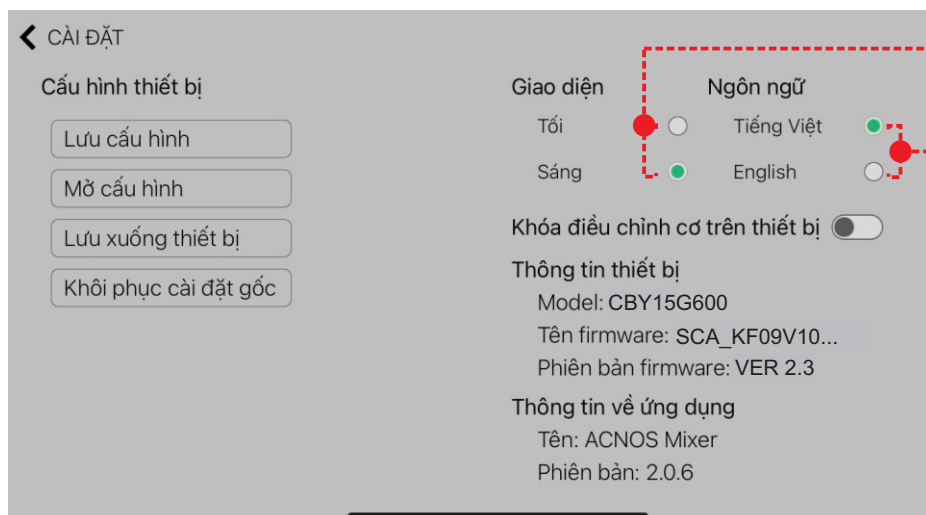 CÀI ĐẶT
Cấu hình thiết bị
Lưu cấu hình
Mở cấu hình
Lưu xuống thiết bị
Khôi phục cài đặt gốc
Giao diện
Tối
Sáng
Ngôn ngữ
Tiếng Việt
English
Khóa điều chỉnh cơ trên thiết bị
Thông tin thiết bị
Model: CBY15G600
Tên firmware: SCA_KF09V10...
Phiên bản firmware: VER 2.3
Thông tin về ứng dụng
Tên: ACNOS Mixer
Phiên bản: 2.0.6